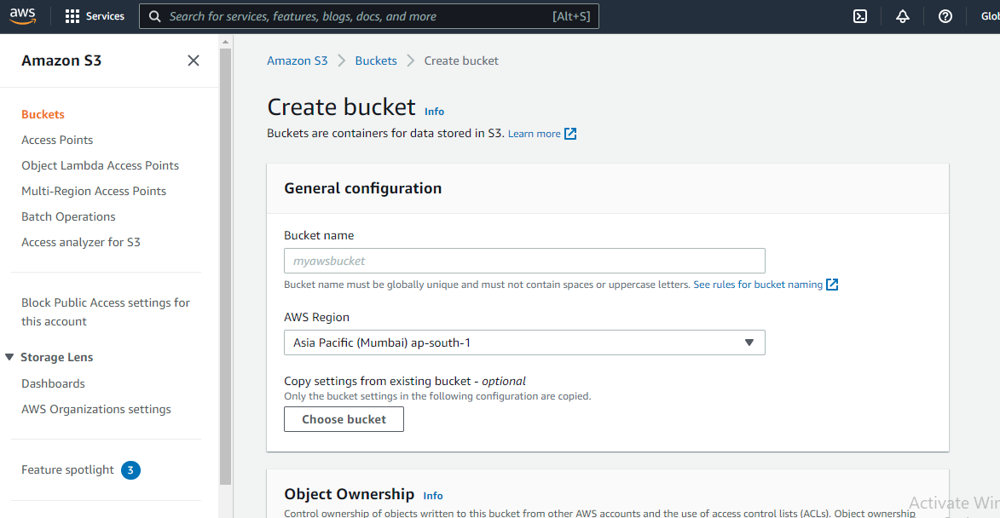 aws
Services
Search for services, features, blogs, docs, and more [Alt+S]
Amazon S3
Buckets
Access Points
Object Lambda Access Points
Multi-Region Access Points
Batch Operations
Access analyzer for S3
Block Public Access settings for
this account
Storage Lens
Dashboards
AWS Organizations settings
Feature spotlight 3
Amazon S3 Buckets Create bucket
Create bucket Info
Buckets are containers for data stored in S3. Learn more
General configuration
Bucket name
myawsbucket
Bucket name must be globally unique and must not contain spaces or uppercase letters. See rules for bucket naming
AWS Region
Asia Pacific (Mumbai) ap-south-1
Copy settings from existing bucket - optional
Only the bucket settings in the following configuration are copied.
Choose bucket
Object Ownership Info
Control ownership of objects written to this bucket from other AWS accounts and the use of access control lists (ACLs). Object ownership
Activate